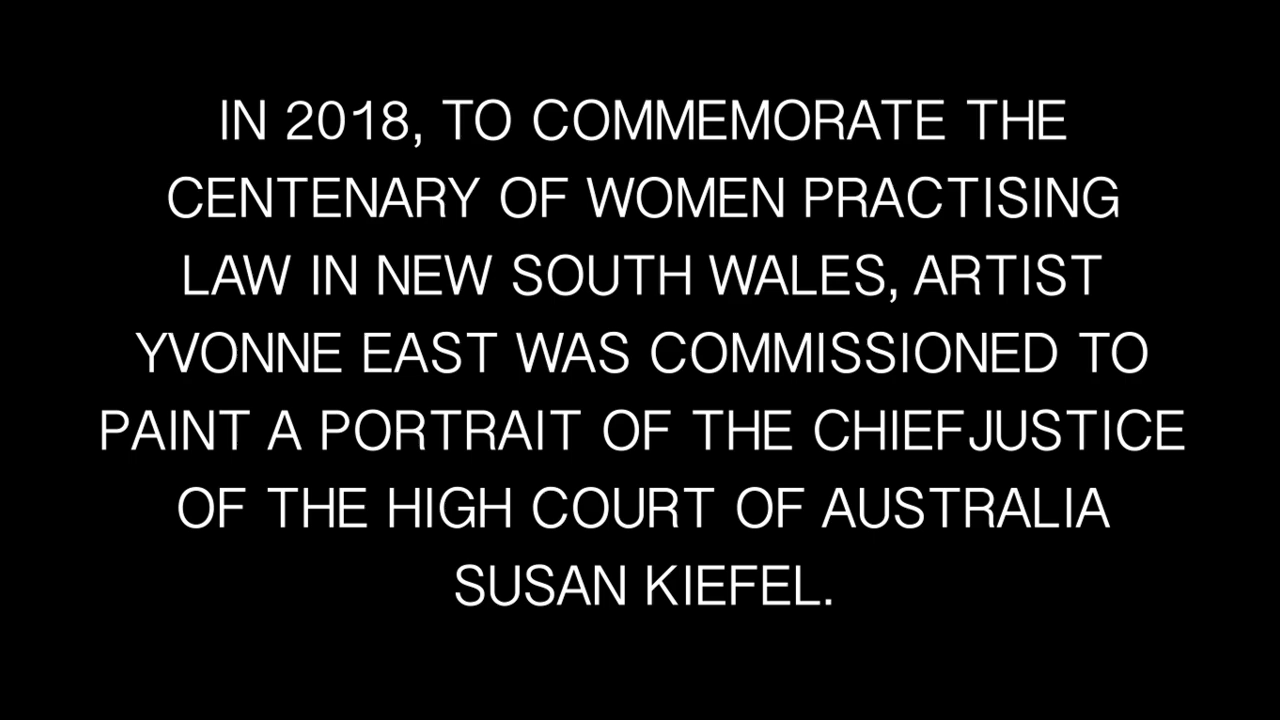 IN 2018, TO COMMEMORATE THE
CENTENARY OF WOMEN PRACTISING
LAW IN NEW SOUTH WALES, ARTIST
YVONNE EAST WAS COMMISSIONED TO
PAINT A PORTRAIT OF THE CHIEFJUSTICE
OF THE HIGH COURT OF AUSTRALIA
SUSAN KIEFEL.